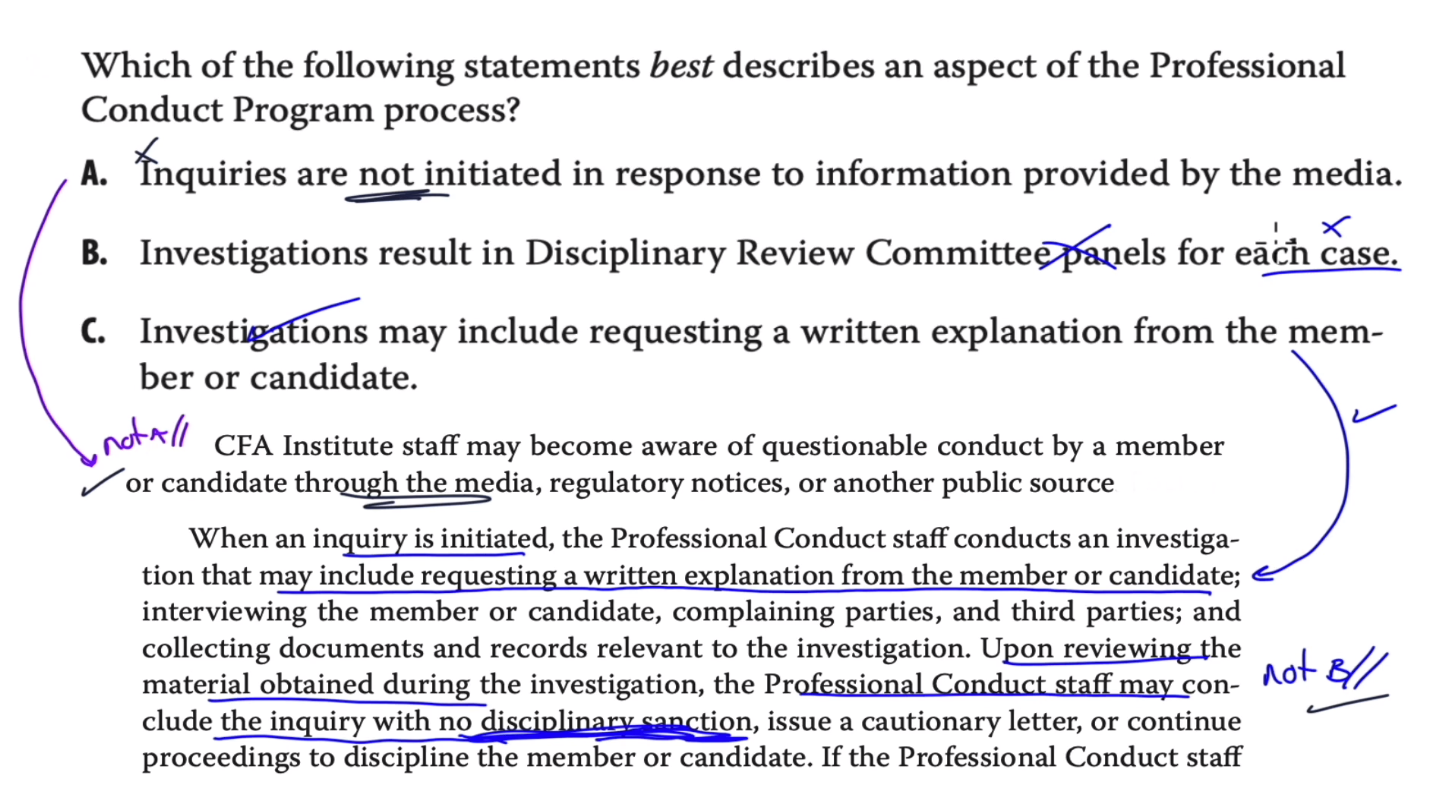 Which of the following statements best describes an aspect of the Professional
Conduct Program process?
A. Inquiries are not initiated in response to information provided by the media.
B. Investigations result in Disciplinary Review Committee panels for each case.
C. Investigations may include requesting a written explanation from the mem-
ber or candidate.
not A//
CFA Institute staff may become aware of questionable conduct by a member
or candidate through the media, regulatory notices, or another public source
When an inquiry is initiated, the Professional Conduct staff conducts an investiga-
tion that may include requesting a written explanation from the member or candidate;
interviewing the member or candidate, complaining parties, and third parties; and
collecting documents and records relevant to the investigation. Upon reviewing the
material obtained during the investigation, the Professional Conduct staff may con-
not B//
clude the inquiry with no disciplinary sanction, issue a cautionary letter, or continue
proceedings to discipline the member or candidate. If the Professional Conduct staff